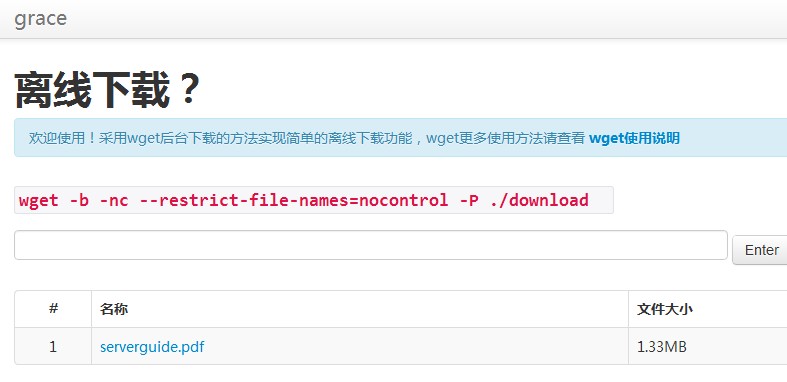 grace
离线下载？
欢迎使用！采用wget后台下载的方法实现简单的离线下载功能，wget更多使用方法请查看 wget使用说明
wget -b -nc --restrict-file-names=nocontrol -P ./download
Enter
# 名称 文件大小
1 serverguide.pdf 1.33MB